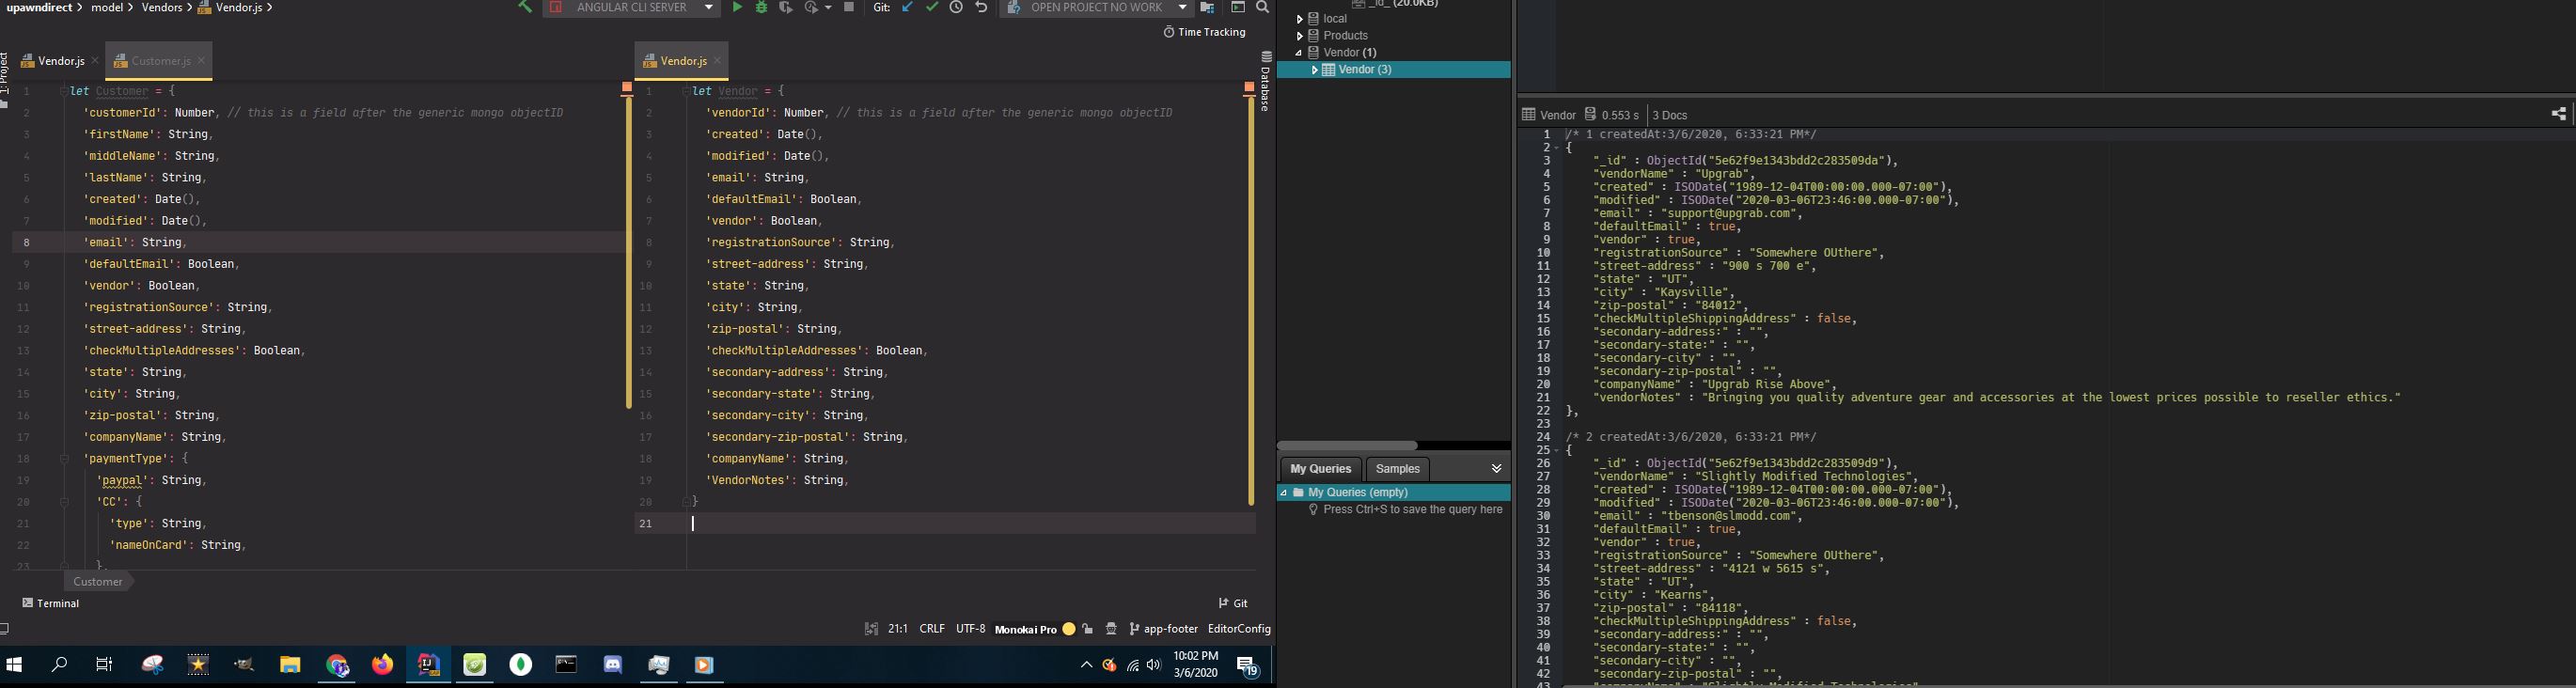 upawndirect > model > Vendors > Vendor.js >
ANGULAR CLI SERVER
Git:
OPEN PROJECT NO WORK
Time Tracking
1: Project
Vendor.js ×
Customer.js ×
1 let Customer = {
2 'customerId': Number, // this is a field after the generic mongo objectID
3 'firstName': String,
4 'middleName': String,
5 'lastName': String,
6 'created': Date(),
7 'modified': Date(),
8 'email': String,
9 'defaultEmail': Boolean,
10 'vendor': Boolean,
11 'registrationSource': String,
12 'street-address': String,
13 'checkMultipleAddresses': Boolean,
14 'state': String,
15 'city': String,
16 'zip-postal': String,
17 'companyName': String,
18 'paymentType': {
19 'paypal': String,
20 'CC': {
21 'type': String,
22 'nameOnCard': String,
23 },
Customer
Vendor.js ×
1 let Vendor = {
2 'vendorId': Number, // this is a field after the generic mongo objectID
3 'created': Date(),
4 'modified': Date(),
5 'email': String,
6 'defaultEmail': Boolean,
7 'vendor': Boolean,
8 'registrationSource': String,
9 'street-address': String,
10 'state': String,
11 'city': String,
12 'zip-postal': String,
13 'checkMultipleAddresses': Boolean,
14 'secondary-address': String,
15 'secondary-state': String,
16 'secondary-city': String,
17 'secondary-zip-postal': String,
18 'companyName': String,
19 'VendorNotes': String,
20 }
21
Database
Terminal
Git
21:1 CRLF UTF-8 Monokai Pro app-footer EditorConfig
10:02 PM
3/6/2020
19
_id_ (20.0KB)
local
Products
Vendor (1)
Vendor (3)
My Queries Samples
My Queries (empty)
Press Ctrl+S to save the query here
Vendor 0.553 s 3 Docs
1 /* 1 createdAt:3/6/2020, 6:33:21 PM*/
2 {
3 "_id" : ObjectId("5e62f9e1343bdd2c283509da"),
4 "vendorName" : "Upgrab",
5 "created" : ISODate("1989-12-04T00:00:00.000-07:00"),
6 "modified" : ISODate("2020-03-06T23:46:00.000-07:00"),
7 "email" : "support@upgrab.com",
8 "defaultEmail" : true,
9 "vendor" : true,
10 "registrationSource" : "Somewhere OUthere",
11 "street-address" : "900 s 700 e",
12 "state" : "UT",
13 "city" : "Kaysville",
14 "zip-postal" : "84012",
15 "checkMultipleShippingAddress" : false,
16 "secondary-address:" : "",
17 "secondary-state:" : "",
18 "secondary-city" : "",
19 "secondary-zip-postal" : "",
20 "companyName" : "Upgrab Rise Above",
21 "vendorNotes" : "Bringing you quality adventure gear and accessories at the lowest prices possible to reseller ethics."
22 },
23
24 /* 2 createdAt:3/6/2020, 6:33:21 PM*/
25 {
26 "_id" : ObjectId("5e62f9e1343bdd2c283509d9"),
27 "vendorName" : "Slightly Modified Technologies",
28 "created" : ISODate("1989-12-04T00:00:00.000-07:00"),
29 "modified" : ISODate("2020-03-06T23:46:00.000-07:00"),
30 "email" : "tbenson@slmodd.com",
31 "defaultEmail" : true,
32 "vendor" : true,
33 "registrationSource" : "Somewhere OUthere",
34 "street-address" : "4121 w 5615 s",
35 "state" : "UT",
36 "city" : "Kearns",
37 "zip-postal" : "84118",
38 "checkMultipleShippingAddress" : false,
39 "secondary-address:" : "",
40 "secondary-state:" : "",
41 "secondary-city" : "",
42 "secondary-zip-postal" : "",
43 "companyName" : "Slightly Modified Technologies",